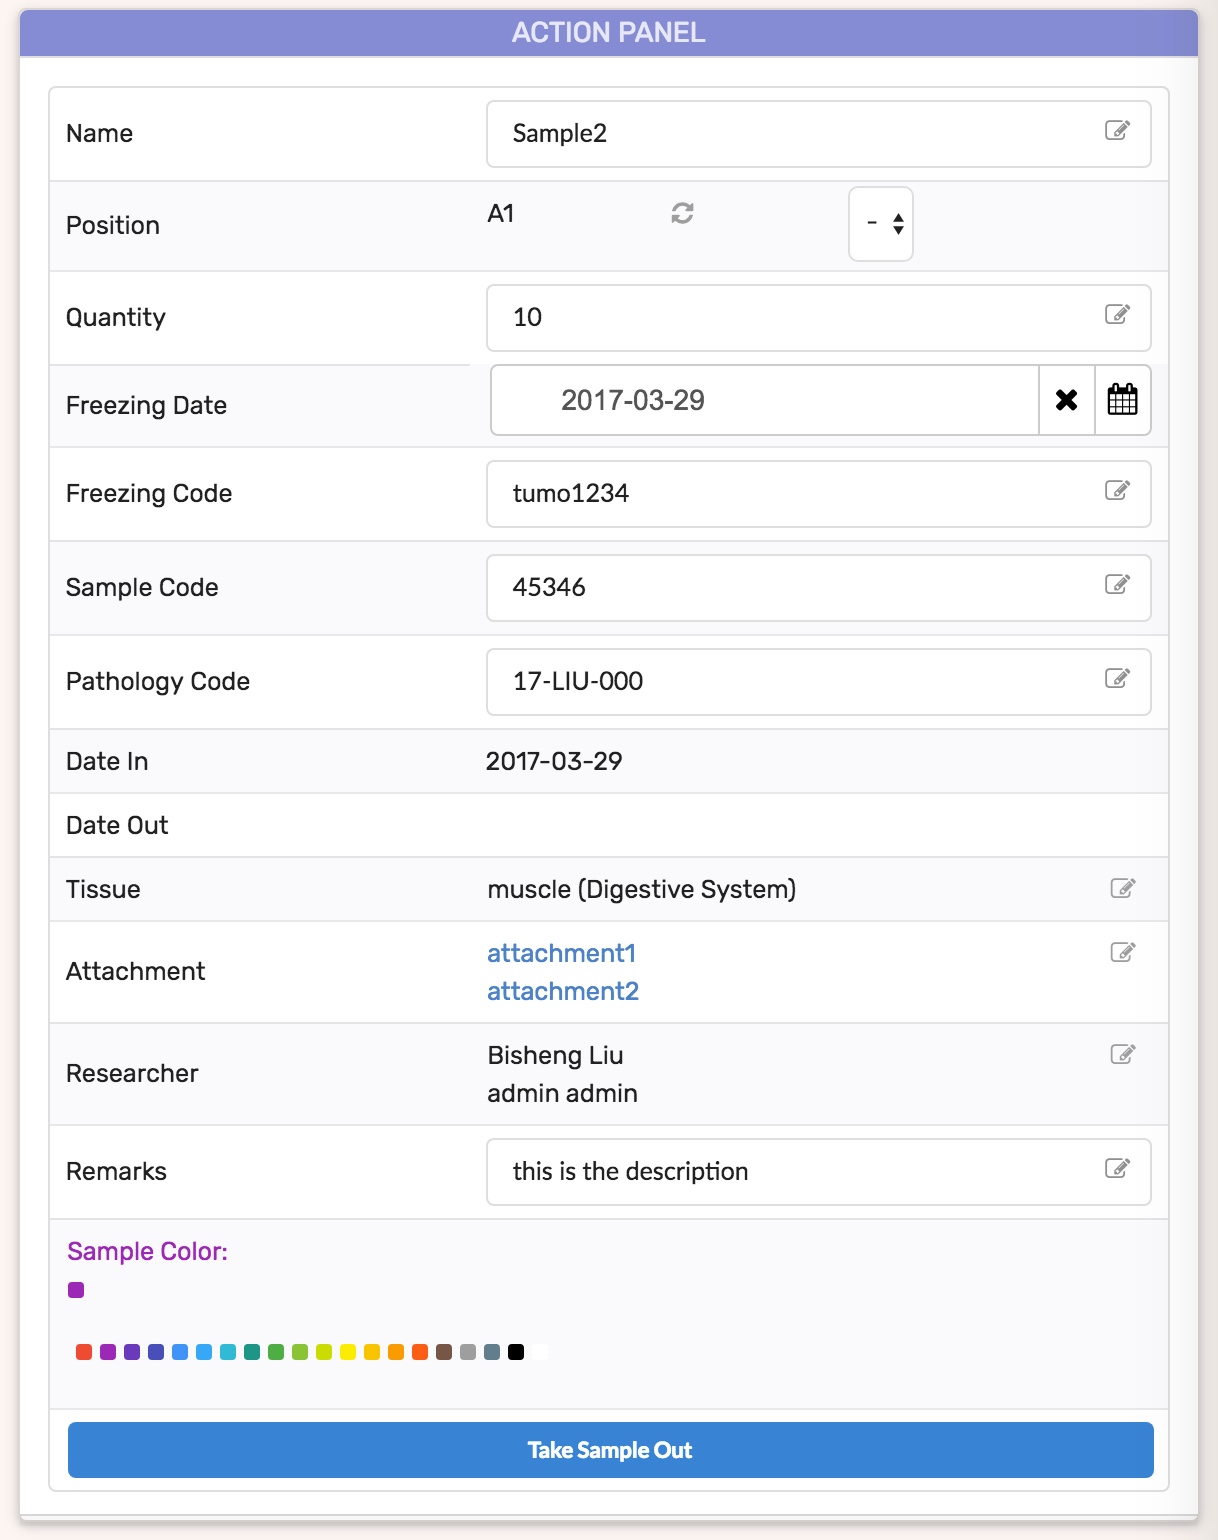 ACTION PANEL
Name
Sample2
Position
A1
-
Quantity
10
Freezing Date
2017-03-29
Freezing Code
tumo1234
Sample Code
45346
Pathology Code
17-LIU-000
Date In
2017-03-29
Date Out
Tissue
muscle (Digestive System)
Attachment
attachment1
attachment2
Researcher
Bisheng Liu
admin admin
Remarks
this is the description
Sample Color:
Take Sample Out